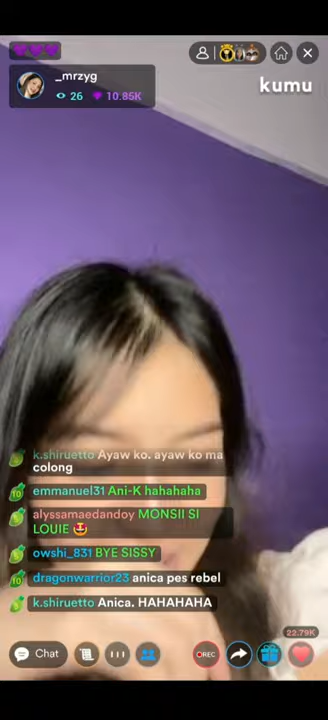 _mrzyg
26
10.85K
kumu
k.shiruetto Ayaw ko. ayaw ko ma
colong
emmanuel31 Ani-K hahahaha
alyssamaedandoy MONSII SI
LOUIE 🤩
owshi_831 BYE SISSY
dragonwarrior23 anica pes rebel
k.shiruetto Anica. HAHAHAHA
22.79K
Chat
REC